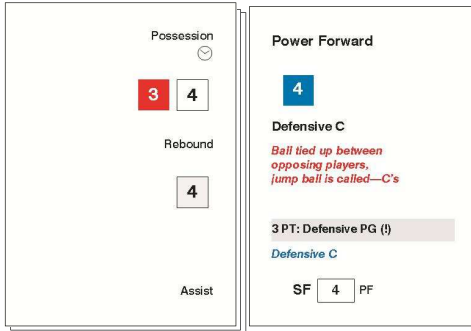 Possession
3 4
Rebound
4
Assist
Power Forward
4
Defensive C
Ball tied up between
opposing players,
jump ball is called—C's
3 PT: Defensive PG (!)
Defensive C
SF 4 PF